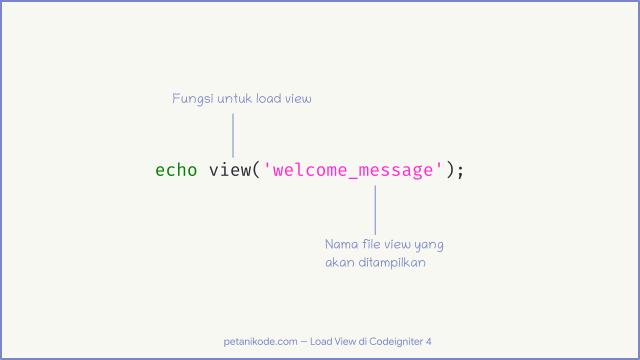 Fungsi untuk load view
echo view('welcome_message');
Nama file view yang
akan ditampilkan
petanikode.com — Load View di Codeigniter 4